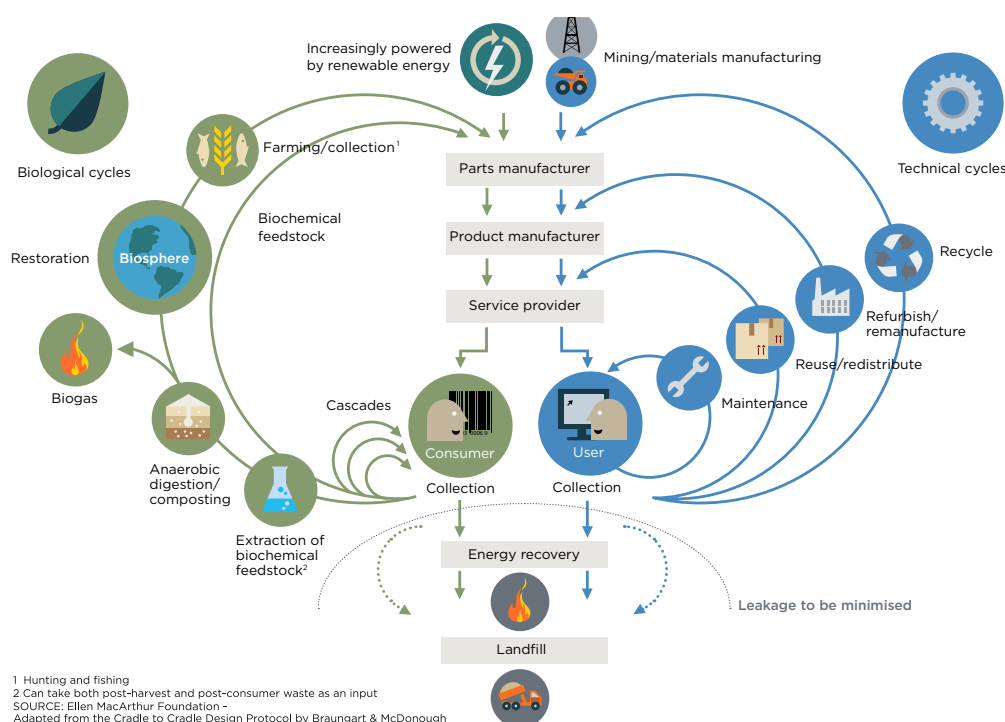 Increasingly powered
by renewable energy
Mining/materials manufacturing
Biological cycles
Technical cycles
Farming/collection¹
Parts manufacturer
Biochemical
feedstock
Product manufacturer
Restoration
Biosphere
Recycle
Service provider
Refurbish/
remanufacture
Reuse/redistribute
Biogas
Cascades
Maintenance
Consumer
User
Anaerobic
digestion/
composting
Collection
Collection
Extraction of
biochemical
feedstock²
Energy recovery
Leakage to be minimised
Landfill
1 Hunting and fishing
2 Can take both post-harvest and post-consumer waste as an input
SOURCE: Ellen MacArthur Foundation –
Adapted from the Cradle to Cradle Design Protocol by Braungart & McDonough